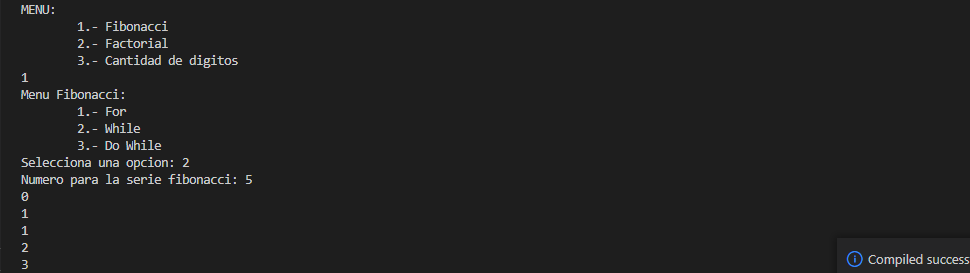 MENU:
1.- Fibonacci
2.- Factorial
3.- Cantidad de digitos
1
Menu Fibonacci:
1.- For
2.- While
3.- Do While
Selecciona una opcion: 2
Numero para la serie fibonacci: 5
0
1
1
2
3
Compiled success